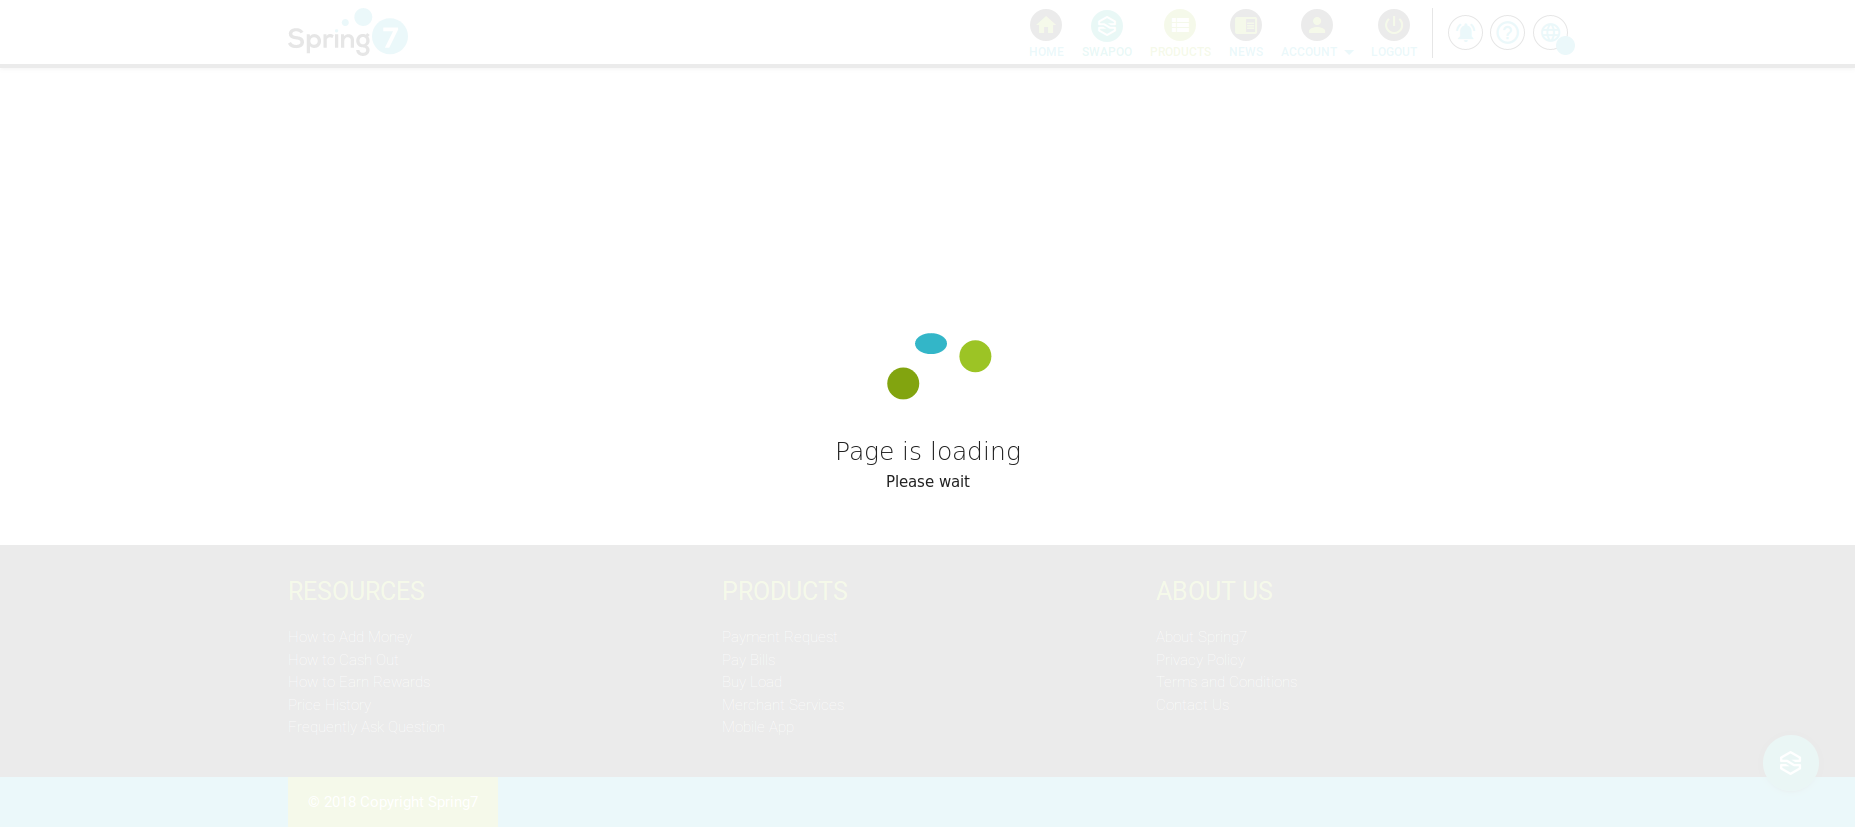 Spring7
HOME
SWAPOO
PRODUCTS
NEWS
ACCOUNT
LOGOUT
Page is loading
Please wait
RESOURCES
How to Add Money
How to Cash Out
How to Earn Rewards
Price History
Frequently Ask Question
PRODUCTS
Payment Request
Pay Bills
Buy Load
Merchant Services
Mobile App
ABOUT US
About Spring7
Privacy Policy
Terms and Conditions
Contact Us
© 2018 Copyright Spring7